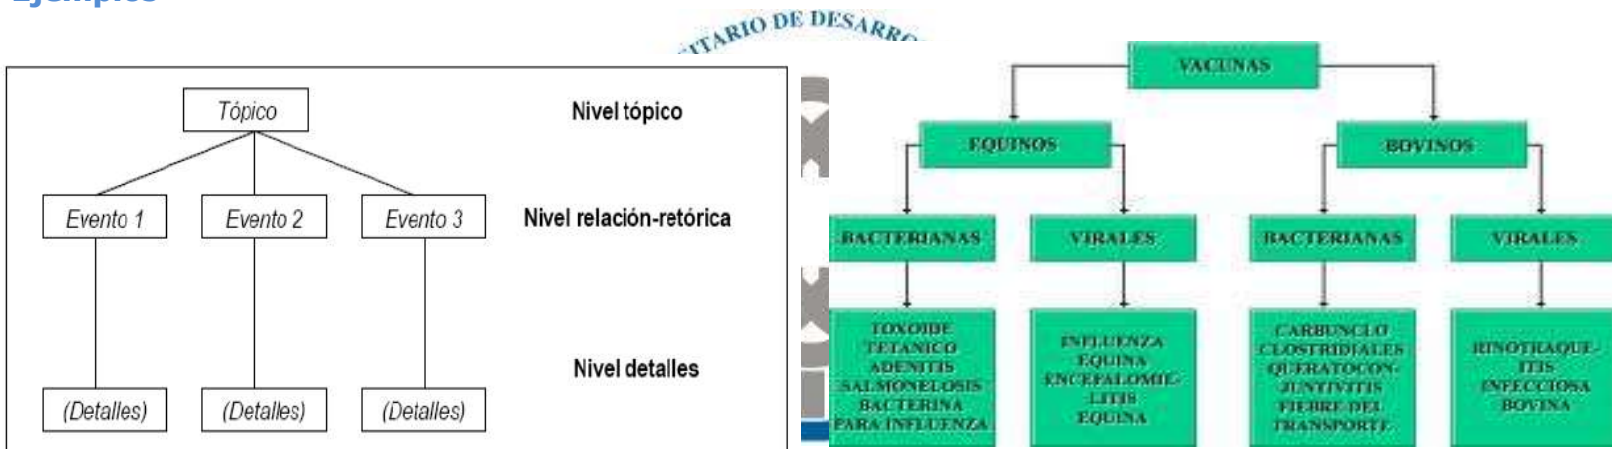 Ejemplos
ITARIO DE DESARRO
Tópico
Nivel tópico
Evento 1
Evento 2
Evento 3
Nivel relación-retórica
(Detalles)
(Detalles)
(Detalles)
Nivel detalles
VACUNAS
EQUINOS
BOVINOS
BACTERIANAS
VIRALES
BACTERIANAS
VIRALES
TOXOIDE
TETANICO
ADENITIS
SALMONELOSIS
BACTERINA
PARA INFLUENZA
INFLUENZA
EQUINA
ENCEFALOMIE-
LITIS
EQUINA
CARBUNCLO
CLOSTRIDIALES
QUERATOCON-
JUNTIVITIS
FIEBRE DEL
TRANSPORTE
RINOTRAQUE-
ITIS
INFECCIOSA
BOVINA